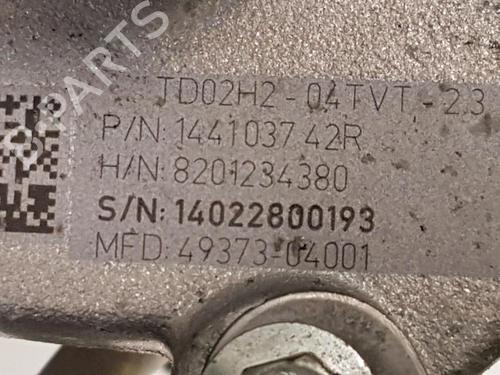 TD02H2-04TVT-2.3
P/N: 144103742R
H/N: 8201234380
S/N: 14022800193
MFD: 49373-04001